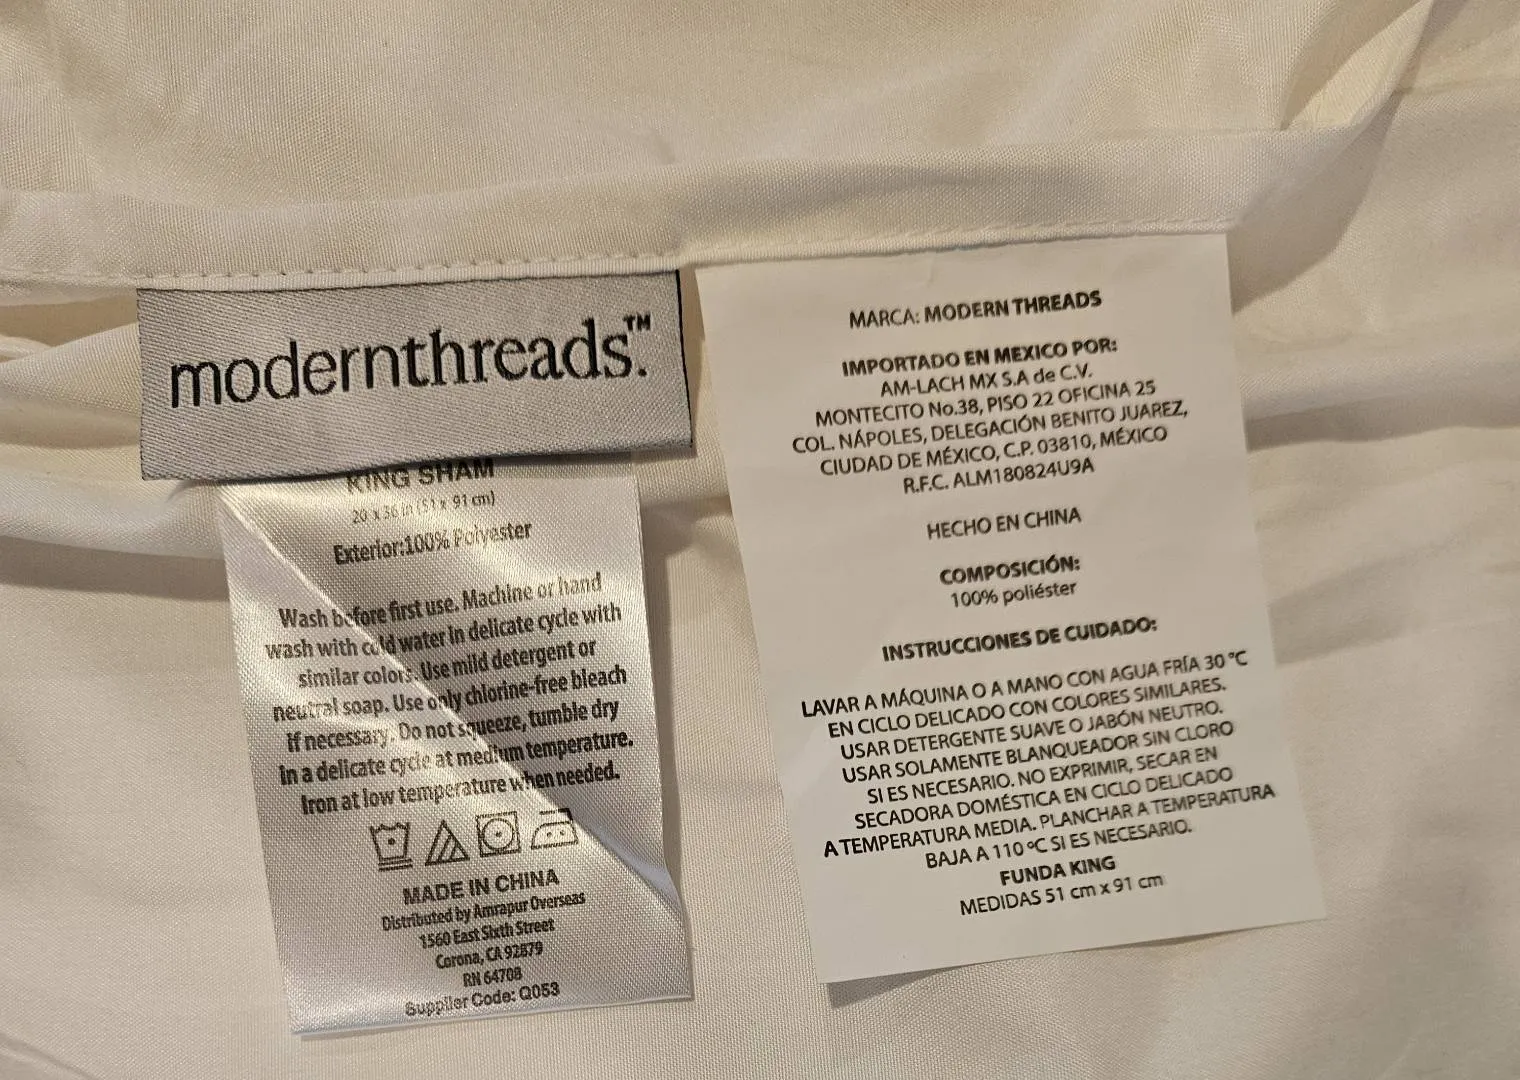 modernthreads.™
KING SHAM
20 x 36 in (51 x 91 cm)
Exterior:100% Polyester
Wash before first use. Machine or hand
wash with cold water in delicate cycle with
similar colors. Use mild detergent or
neutral soap. Use only chlorine-free bleach
if necessary. Do not squeeze, tumble dry
in a delicate cycle at medium temperature.
Iron at low temperature when needed.
MADE IN CHINA
Distributed by Amrapur Overseas
1560 East Sixth Street
Corona, CA 92879
RN 64708
Supplier Code: Q053
MARCA: MODERN THREADS
IMPORTADO EN MEXICO POR:
AM-LACH MX S.A de C.V.
MONTECITO No.38, PISO 22 OFICINA 25
COL. NÁPOLES, DELEGACIÓN BENITO JUAREZ,
CIUDAD DE MÉXICO, C.P. 03810, MÉXICO
R.F.C. ALM180824U9A
HECHO EN CHINA
COMPOSICIÓN:
100% poliéster
INSTRUCCIONES DE CUIDADO:
LAVAR A MÁQUINA O A MANO CON AGUA FRÍA 30 °C
EN CICLO DELICADO CON COLORES SIMILARES.
USAR DETERGENTE SUAVE O JABÓN NEUTRO.
USAR SOLAMENTE BLANQUEADOR SIN CLORO
SI ES NECESARIO. NO EXPRIMIR, SECAR EN
SECADORA DOMÉSTICA EN CICLO DELICADO
A TEMPERATURA MEDIA. PLANCHAR A TEMPERATURA
BAJA A 110 ºC SI ES NECESARIO.
FUNDA KING
MEDIDAS 51 cm x 91 cm